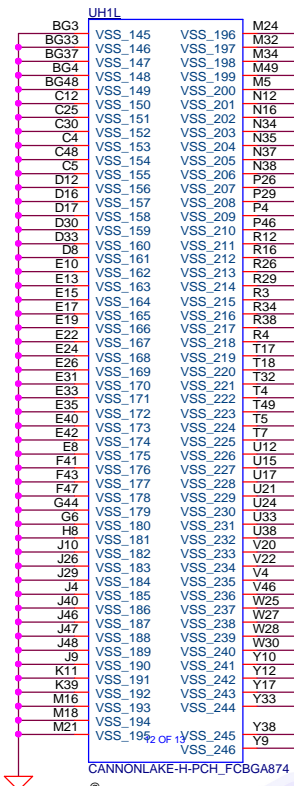 UH1L
BG3 VSS_145 VSS_196 M24
BG33 VSS_146 VSS_197 M32
BG37 VSS_147 VSS_198 M34
BG4 VSS_148 VSS_199 M49
BG48 VSS_149 VSS_200 M5
C12 VSS_150 VSS_201 N12
C25 VSS_151 VSS_202 N16
C30 VSS_152 VSS_203 N34
C4 VSS_153 VSS_204 N35
C48 VSS_154 VSS_205 N37
C5 VSS_155 VSS_206 N38
D12 VSS_156 VSS_207 P26
D16 VSS_157 VSS_208 P29
D17 VSS_158 VSS_209 P4
D30 VSS_159 VSS_210 P46
D33 VSS_160 VSS_211 R12
D8 VSS_161 VSS_212 R16
E10 VSS_162 VSS_213 R26
E13 VSS_163 VSS_214 R29
E15 VSS_164 VSS_215 R3
E17 VSS_165 VSS_216 R34
E19 VSS_166 VSS_217 R38
E22 VSS_167 VSS_218 R4
E24 VSS_168 VSS_219 T17
E26 VSS_169 VSS_220 T18
E31 VSS_170 VSS_221 T32
E33 VSS_171 VSS_222 T4
E35 VSS_172 VSS_223 T49
E40 VSS_173 VSS_224 T5
E42 VSS_174 VSS_225 T7
E8 VSS_175 VSS_226 U12
F41 VSS_176 VSS_227 U15
F43 VSS_177 VSS_228 U17
F47 VSS_178 VSS_229 U21
G44 VSS_179 VSS_230 U24
G6 VSS_180 VSS_231 U33
H8 VSS_181 VSS_232 U38
J10 VSS_182 VSS_233 V20
J26 VSS_183 VSS_234 V22
J29 VSS_184 VSS_235 V4
J4 VSS_185 VSS_236 V46
J40 VSS_186 VSS_237 W25
J46 VSS_187 VSS_238 W27
J47 VSS_188 VSS_239 W28
J48 VSS_189 VSS_240 W30
J9 VSS_190 VSS_241 Y10
K11 VSS_191 VSS_242 Y12
K39 VSS_192 VSS_243 Y17
M16 VSS_193 VSS_244 Y33
M18 VSS_194
M21 VSS_195 12 OF 13 VSS_245 Y38
VSS_246 Y9
CANNONLAKE-H-PCH_FCBGA874
@